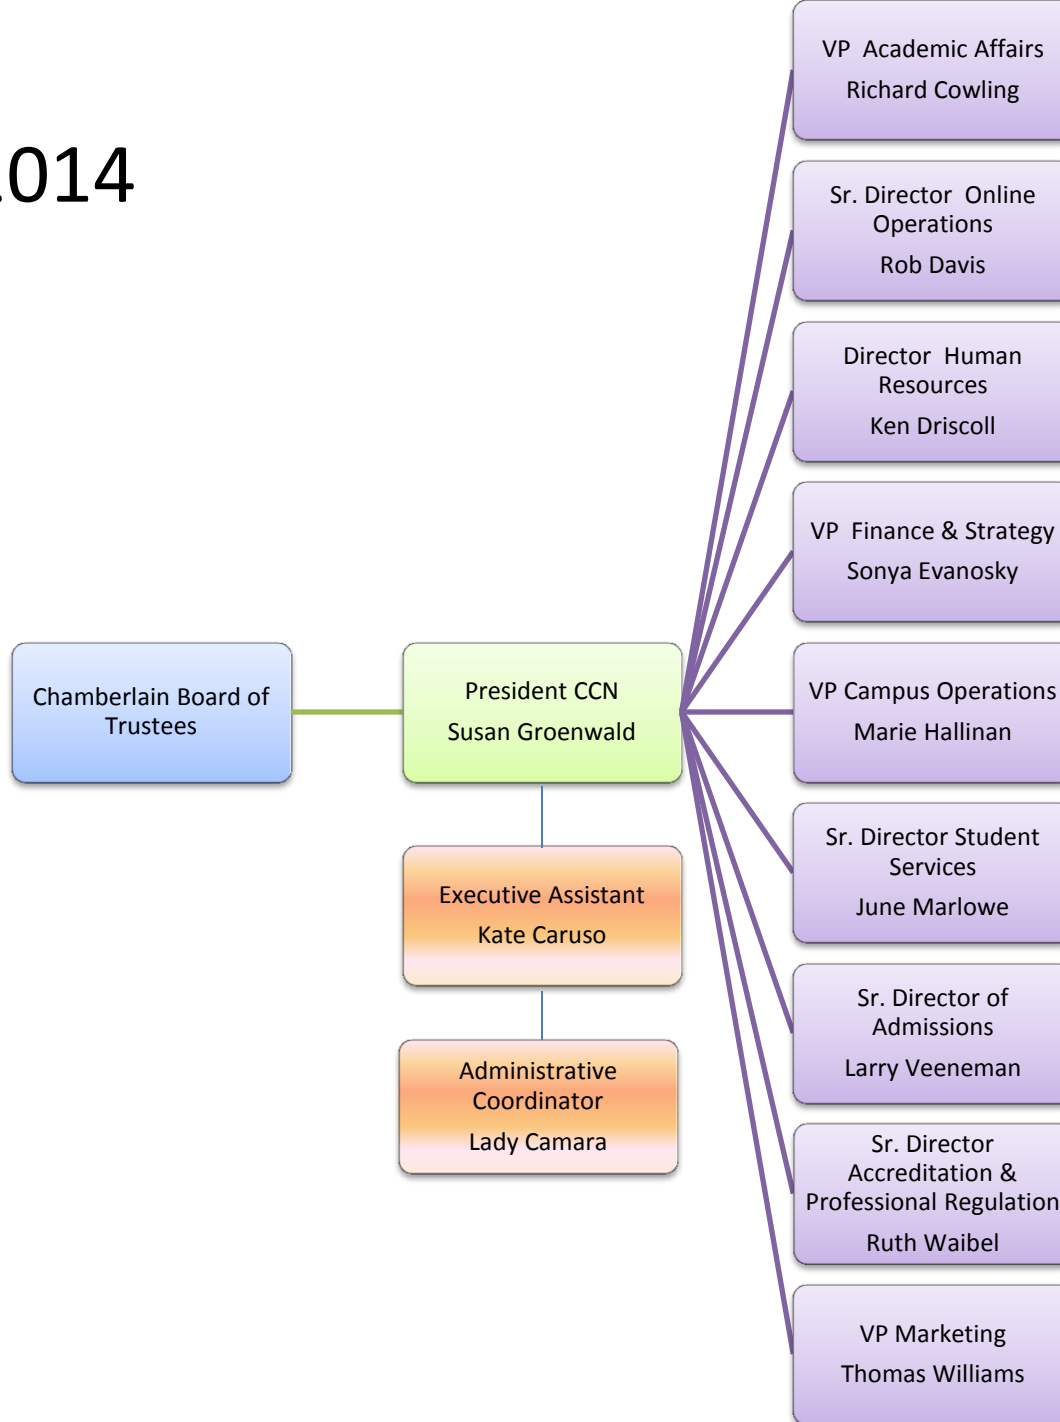 2014
VP Academic Affairs
Richard Cowling
Sr. Director Online
Operations
Rob Davis
Director Human
Resources
Ken Driscoll
VP Finance & Strategy
Sonya Evanosky
Chamberlain Board of
Trustees
President CCN
Susan Groenwald
VP Campus Operations
Marie Hallinan
Executive Assistant
Kate Caruso
Sr. Director Student
Services
June Marlowe
Administrative
Coordinator
Lady Camara
Sr. Director of
Admissions
Larry Veeneman
Sr. Director
Accreditation &
Professional Regulation
Ruth Waibel
VP Marketing
Thomas Williams